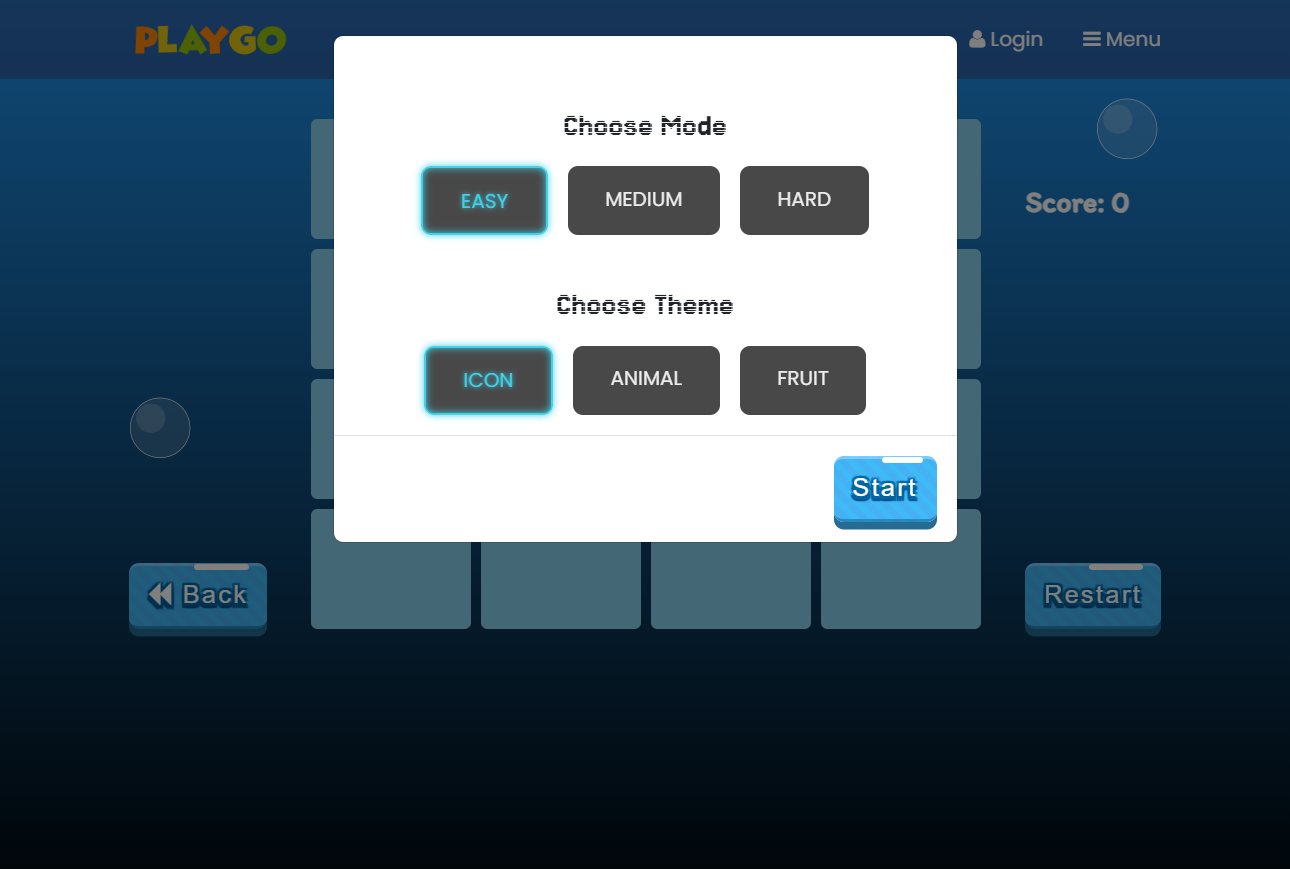 PLAYGO
Login
Menu
Choose Mode
EASY
MEDIUM
HARD
Score: 0
Choose Theme
ICON
ANIMAL
FRUIT
Start
Back
Restart